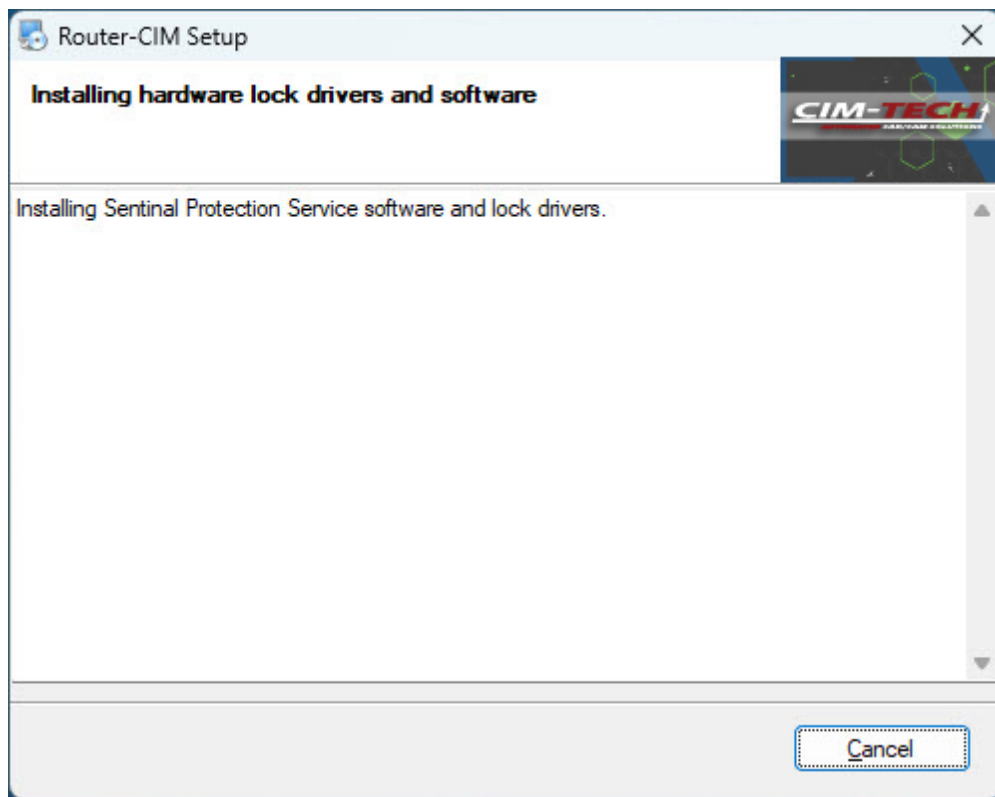 Router-CIM Setup
Installing hardware lock drivers and software
CIM-TECH
Installing Sentinal Protection Service software and lock drivers.
Cancel